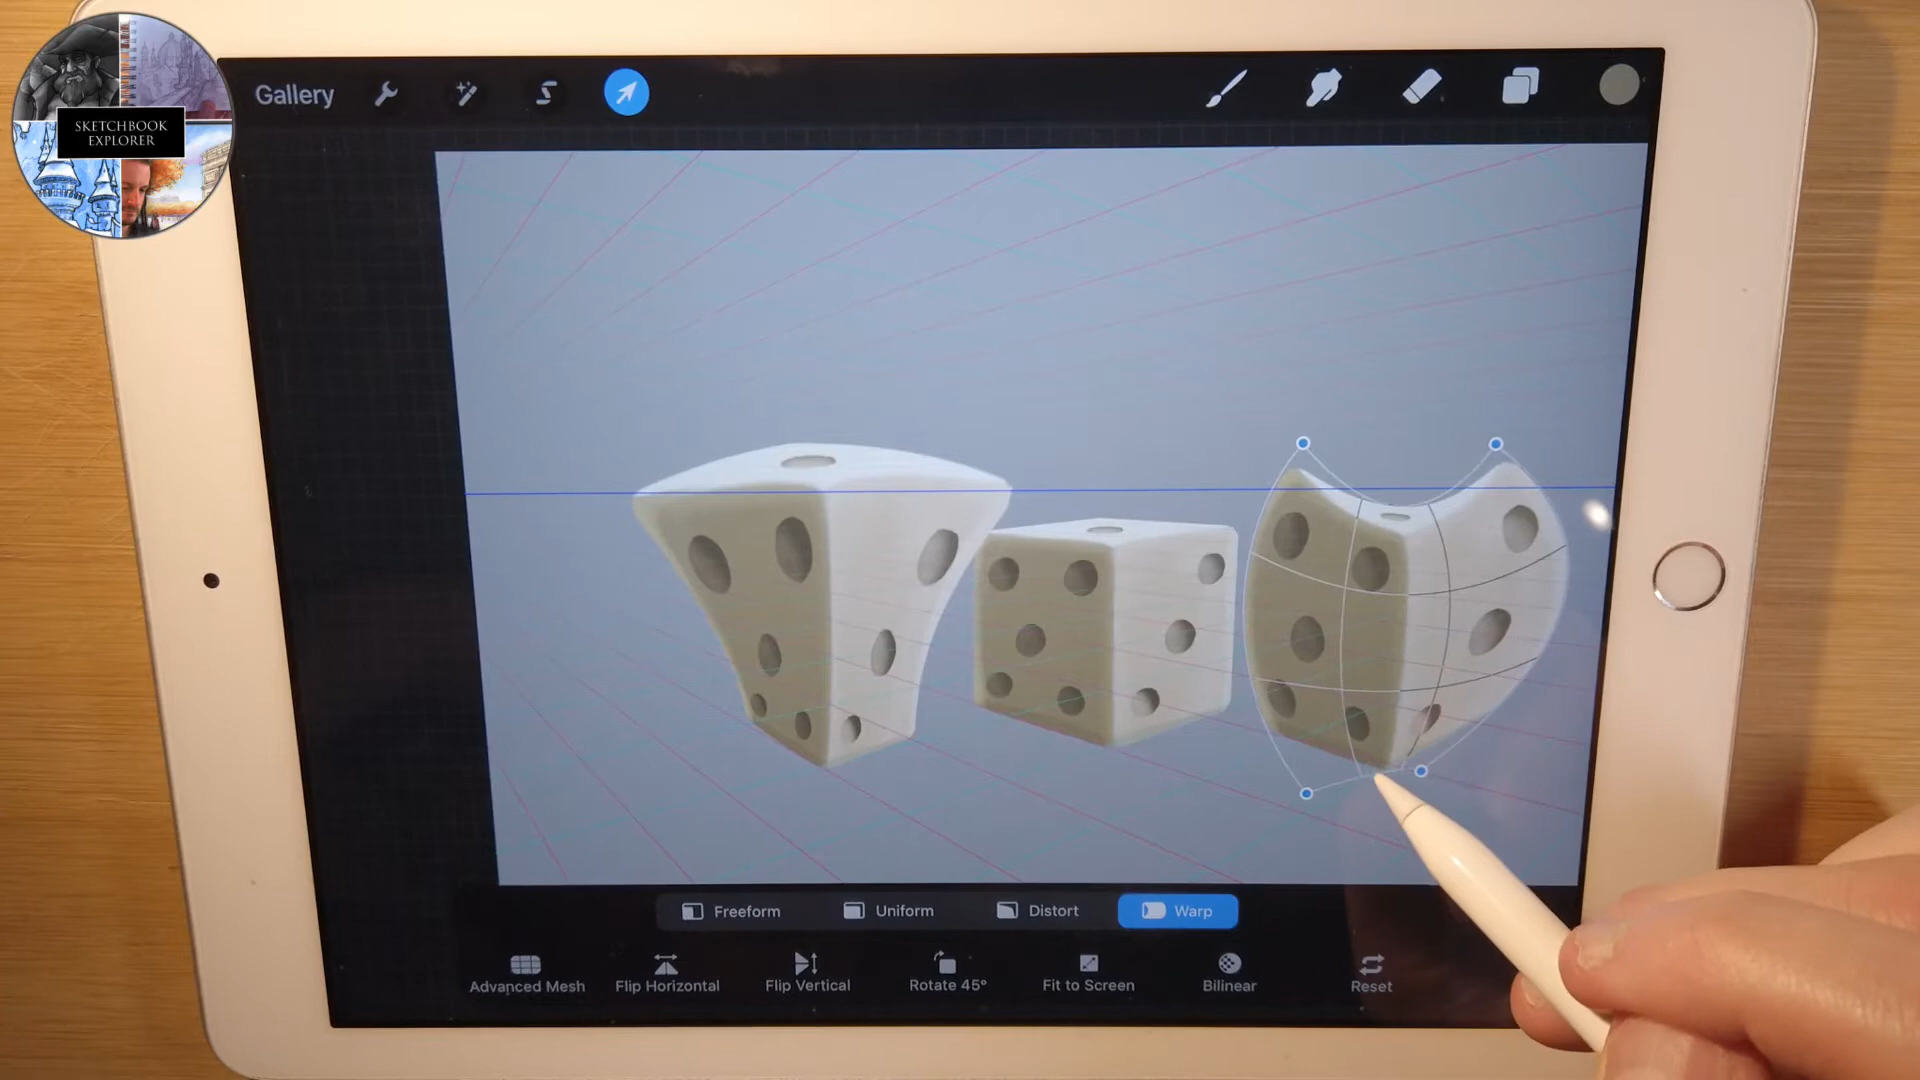 SKETCHBOOK
EXPLORER
Gallery
Freeform
Uniform
Distort
Warp
Advanced Mesh
Flip Horizontal
Flip Vertical
Rotate 45°
Fit to Screen
Bilinear
Reset